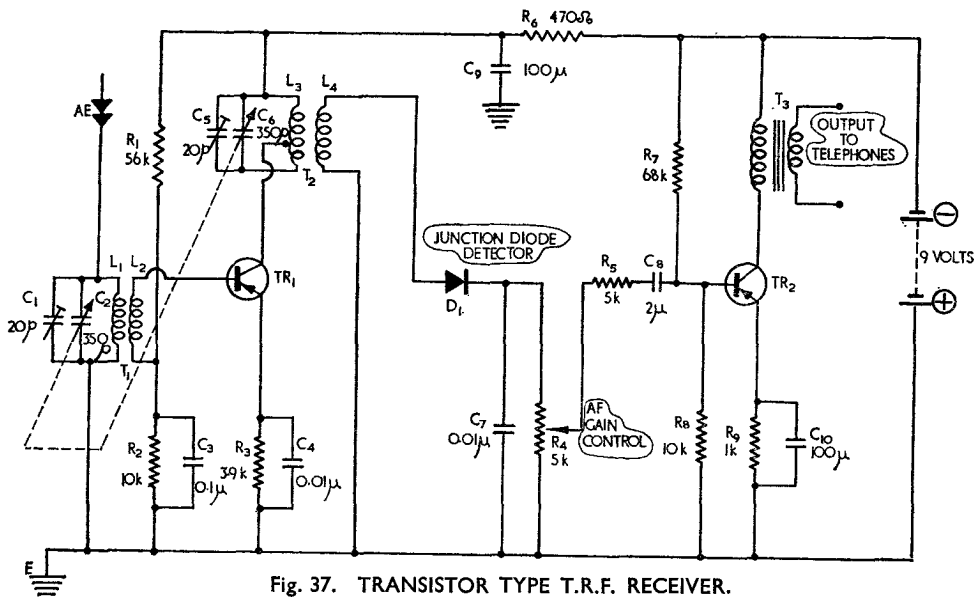 R6 470Ω
C9 100µ
AE
R1
56k
C5
20p
C6
350p
L3
L4
T2
R7
68k
T3
OUTPUT
TO
TELEPHONES
−
9 VOLTS
+
JUNCTION DIODE
DETECTOR
D1
R5
5k
C8
2µ
TR1
TR2
C1
20p
C2
350p
L1
L2
T1
R2
10k
C3
0.1µ
R3
3.9k
C4
0.01µ
C7
0.01µ
R4
5k
AF
GAIN
CONTROL
R8
10k
R9
1k
C10
100µ
E
Fig. 37. TRANSISTOR TYPE T.R.F. RECEIVER.